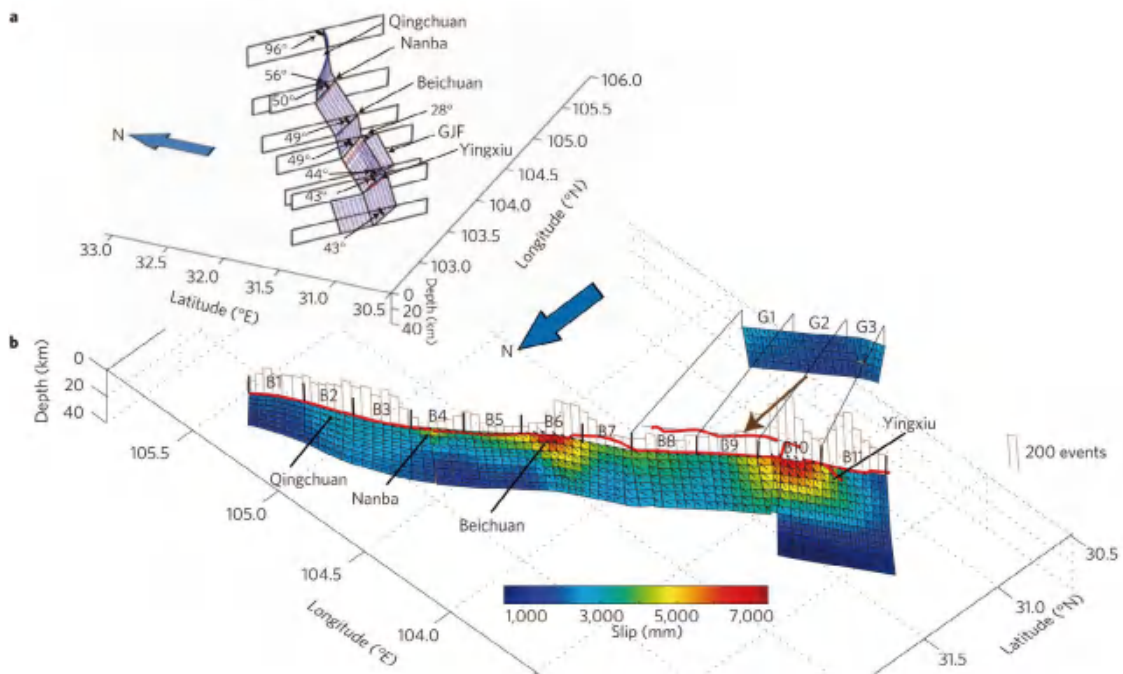 a
Qingchuan
Nanba
96°
56°
50°
Beichuan
28°
49°
GJF
49°
Yingxiu
44°
43°
43°
N
106.0
105.5
105.0
104.5
104.0
103.5
103.0
Longitude (°N)
33.0
32.5
32.0
31.5
31.0
30.5
Latitude (°E)
0
20
40
Depth (km)
b
N
0
20
40
Depth (km)
G1 G2 G3
B1 B2 B3 B4 B5 B6 B7 B8 B9 B10 B11
Yingxiu
200 events
Qingchuan
Nanba
Beichuan
105.5
105.0
104.5
104.0
Longitude (°E)
30.5
31.0
31.5
Latitude (°N)
1,000 3,000 5,000 7,000
Slip (mm)